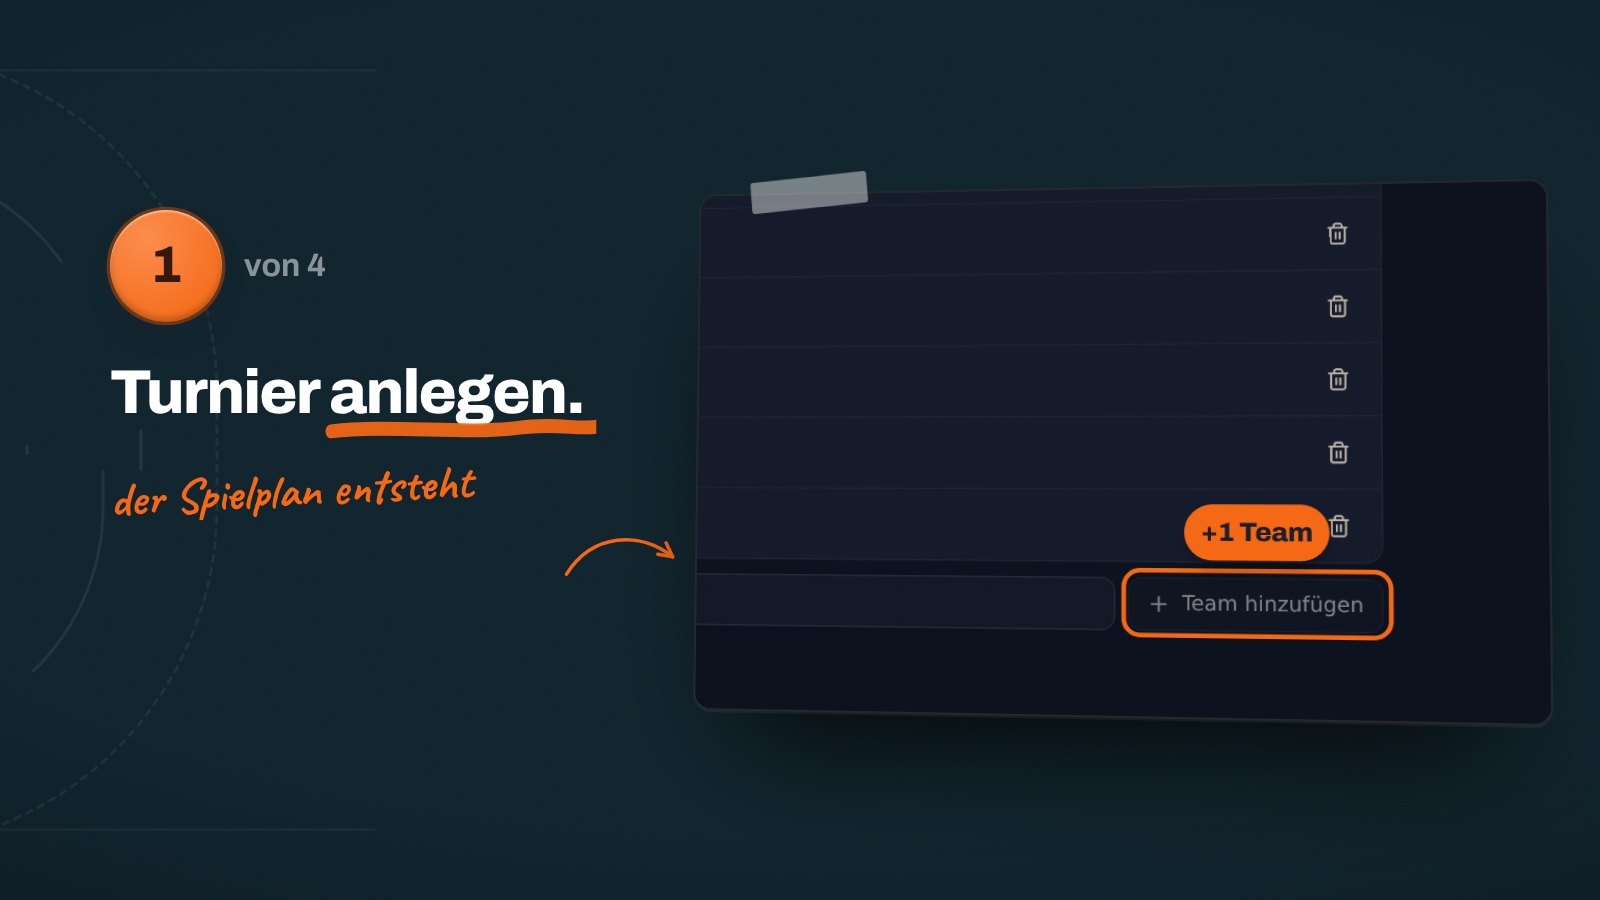 1
von 4
Turnier anlegen.
der Spielplan entsteht
+1 Team
+ Team hinzufügen